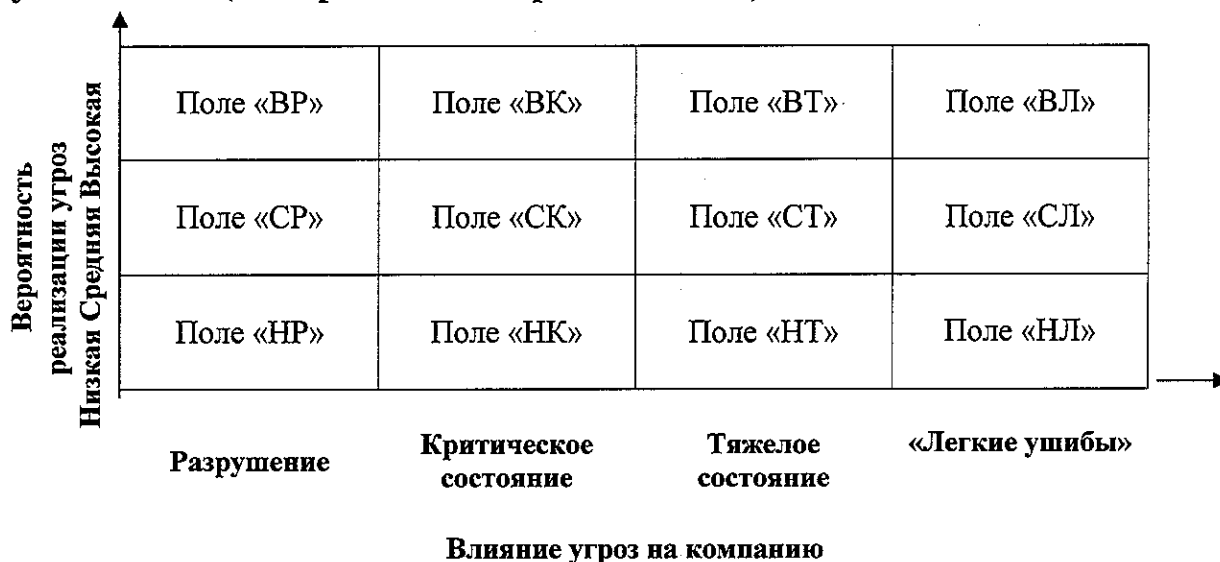 Поле «ВР» Поле «ВК» Поле «ВТ» Поле «ВЛ»
Поле «СР» Поле «СК» Поле «СТ» Поле «СЛ»
Поле «НР» Поле «НК» Поле «НТ» Поле «НЛ»
Вероятность
реализации угроз
Низкая Средняя Высокая
Разрушение
Критическое
состояние
Тяжелое
состояние
«Легкие ушибы»
Влияние угроз на компанию